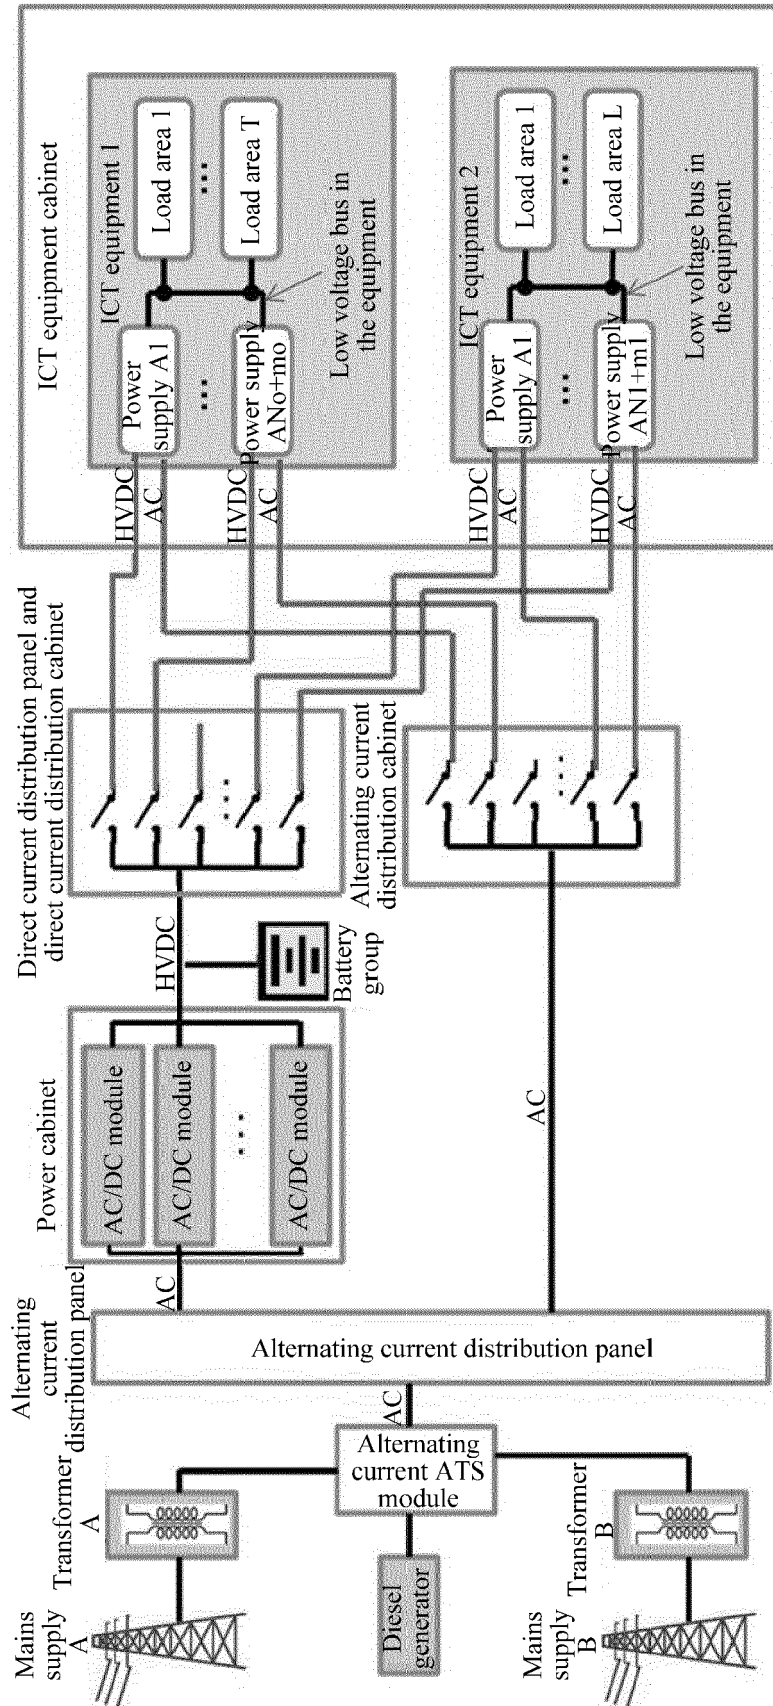 Mains
supply
A
Transformer
A
Diesel
generator
Mains
supply
B
Transformer
B
Alternating
current ATS
module
AC
Alternating
current
distribution panel
Alternating current distribution panel
AC
Power cabinet
AC/DC module
AC/DC module
...
AC/DC module
HVDC
Battery
group
AC
Direct current distribution panel and
direct current distribution cabinet
...
Alternating current
distribution cabinet
...
ICT equipment cabinet
HVDC
AC
HVDC
AC
ICT equipment 1
Power
supply A1
...
Power supply
ANo+mo
Load area 1
...
Load area T
Low voltage bus in
the equipment
HVDC
AC
HVDC
AC
ICT equipment 2
Power
supply A1
...
Power supply
AN1+m1
Load area 1
...
Load area L
Low voltage bus in
the equipment